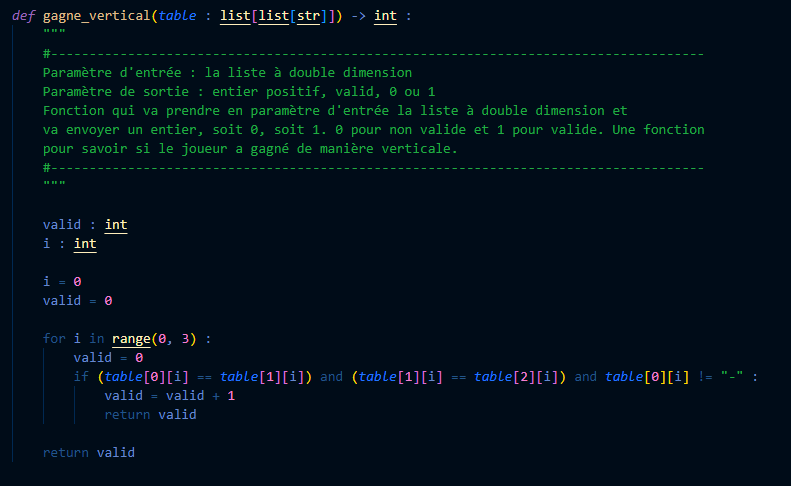 def gagne_vertical(table : list[list[str]]) -> int :
"""
#-------------------------------------------------------------------------------------
Paramètre d'entrée : la liste à double dimension
Paramètre de sortie : entier positif, valid, 0 ou 1
Fonction qui va prendre en paramètre d'entrée la liste à double dimension et
va envoyer un entier, soit 0, soit 1. 0 pour non valide et 1 pour valide. Une fonction
pour savoir si le joueur a gagné de manière verticale.
#-------------------------------------------------------------------------------------
"""
valid : int
i : int
i = 0
valid = 0
for i in range(0, 3) :
valid = 0
if (table[0][i] == table[1][i]) and (table[1][i] == table[2][i]) and table[0][i] != "-" :
valid = valid + 1
return valid
return valid